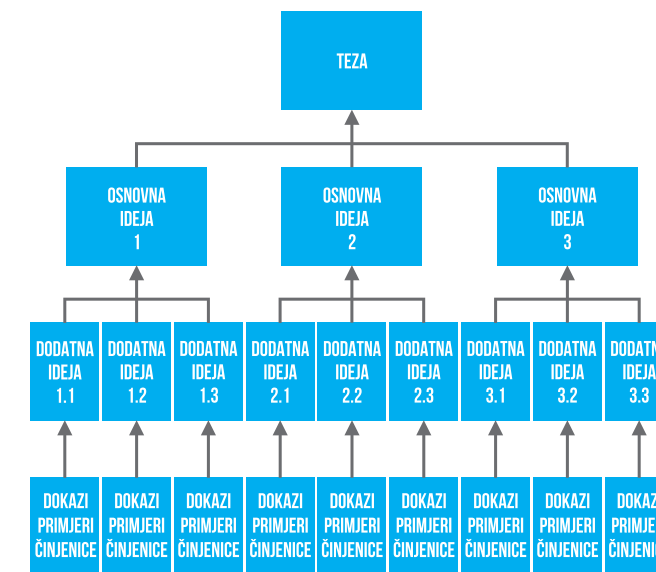 TEZA
OSNOVNA
IDEJA
1
OSNOVNA
IDEJA
2
OSNOVNA
IDEJA
3
DODATNA
IDEJA
1.1
DODATNA
IDEJA
1.2
DODATNA
IDEJA
1.3
DODATNA
IDEJA
2.1
DODATNA
IDEJA
2.2
DODATNA
IDEJA
2.3
DODATNA
IDEJA
3.1
DODATNA
IDEJA
3.2
IDEJA
3.3
DOKAZI
PRIMJERI
ČINJENICE
DOKAZI
PRIMJERI
ČINJENICE
DOKAZI
PRIMJERI
ČINJENICE
DOKAZI
PRIMJERI
ČINJENICE
DOKAZI
PRIMJERI
ČINJENICE
DOKAZI
PRIMJERI
ČINJENICE
DOKAZI
PRIMJERI
ČINJENICE
DOKAZI
PRIMJERI
ČINJENICE